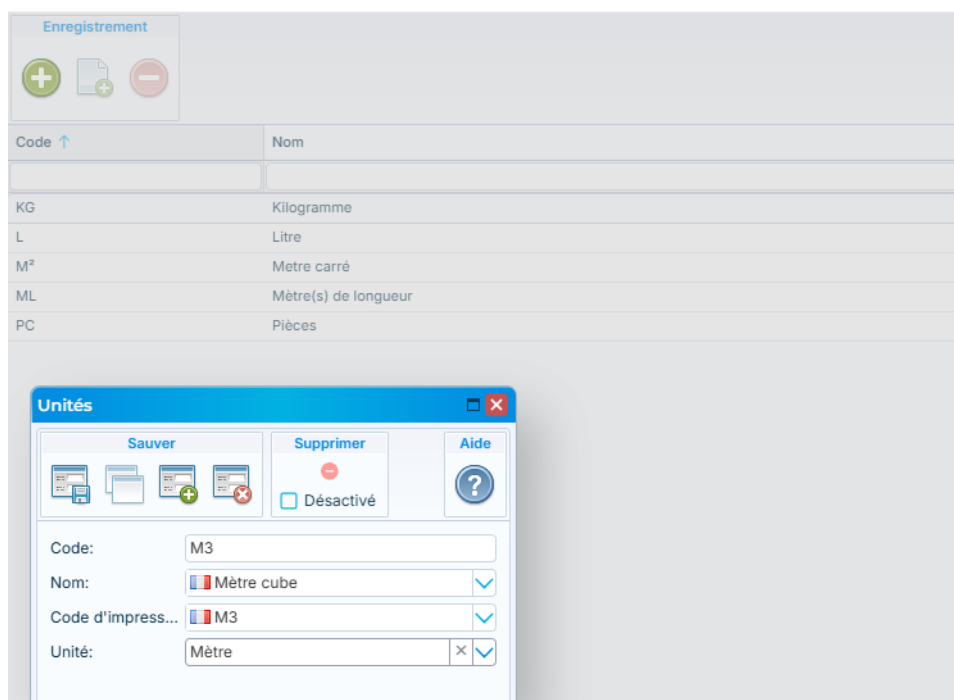 Enregistrement
Code ↑ Nom
KG Kilogramme
L Litre
M² Metre carré
ML Mètre(s) de longueur
PC Pièces
Unités
Sauver Supprimer Aide
Désactivé
Code: M3
Nom: Mètre cube
Code d'impress... M3
Unité: Mètre